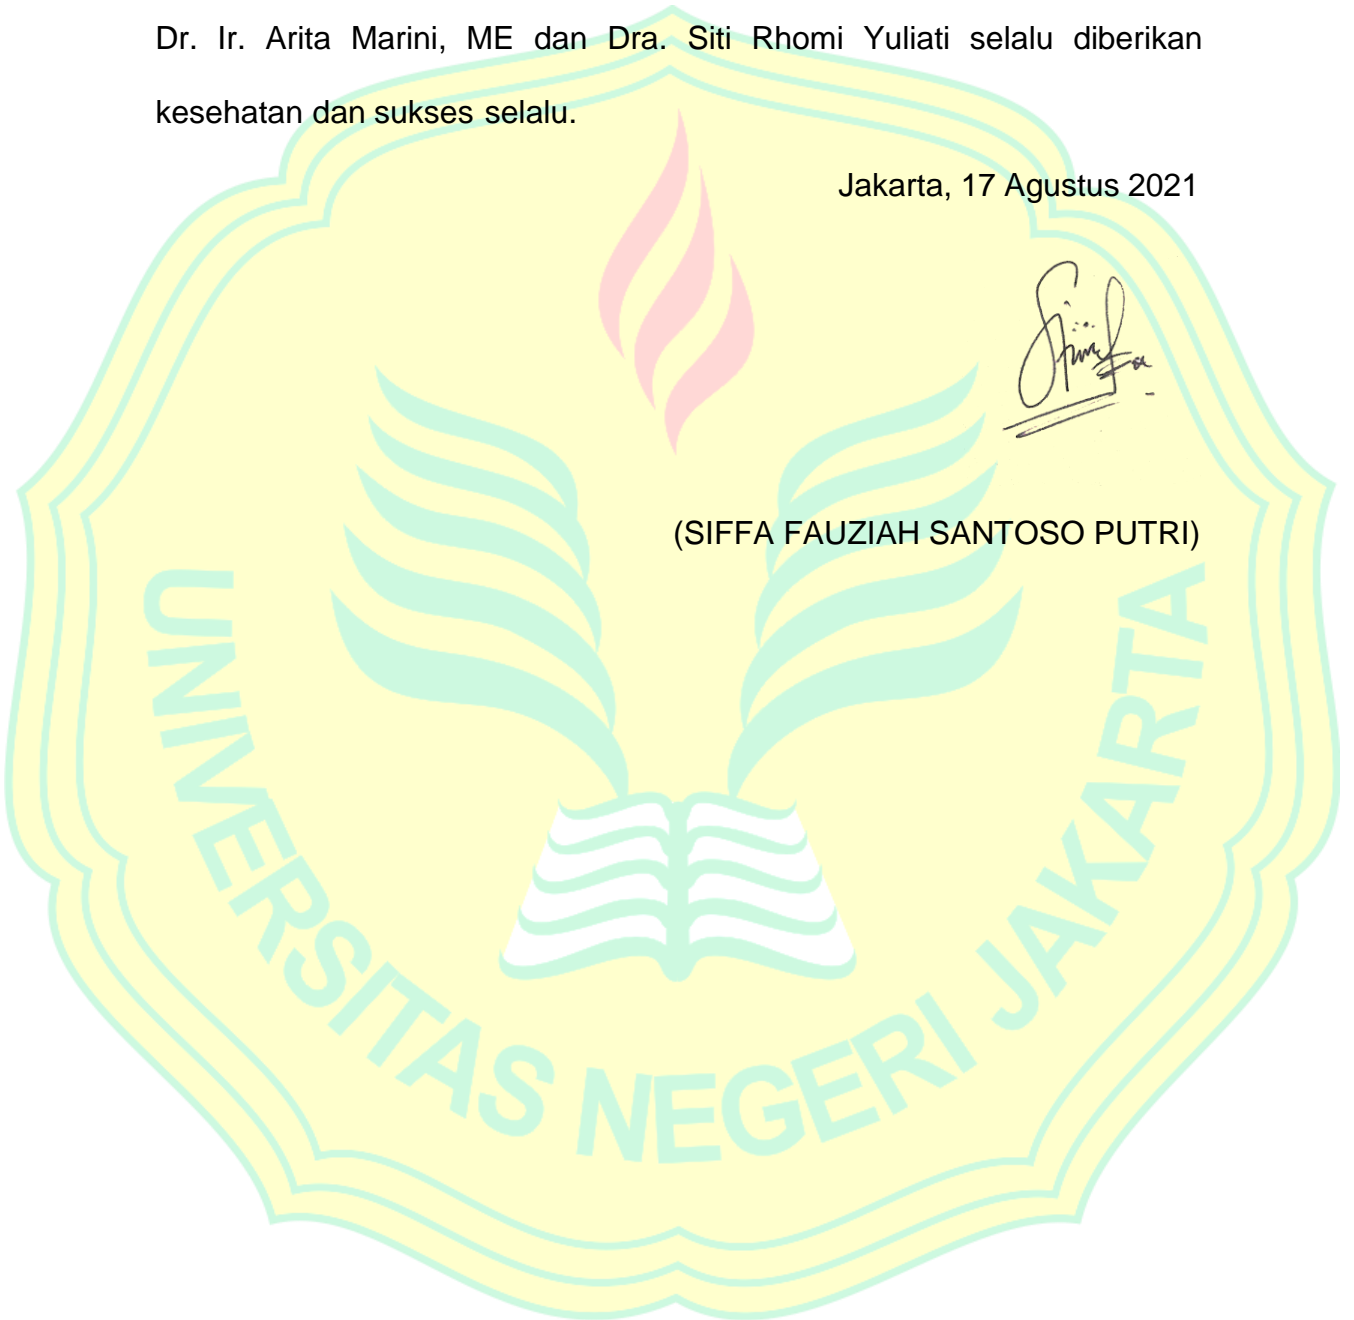 Dr. Ir. Arita Marini, ME dan Dra. Siti Rhomi Yuliati selalu diberikan
kesehatan dan sukses selalu.
Jakarta, 17 Agustus 2021
(SIFFA FAUZIAH SANTOSO PUTRI)
UNIVERSITAS NEGERI JAKARTA